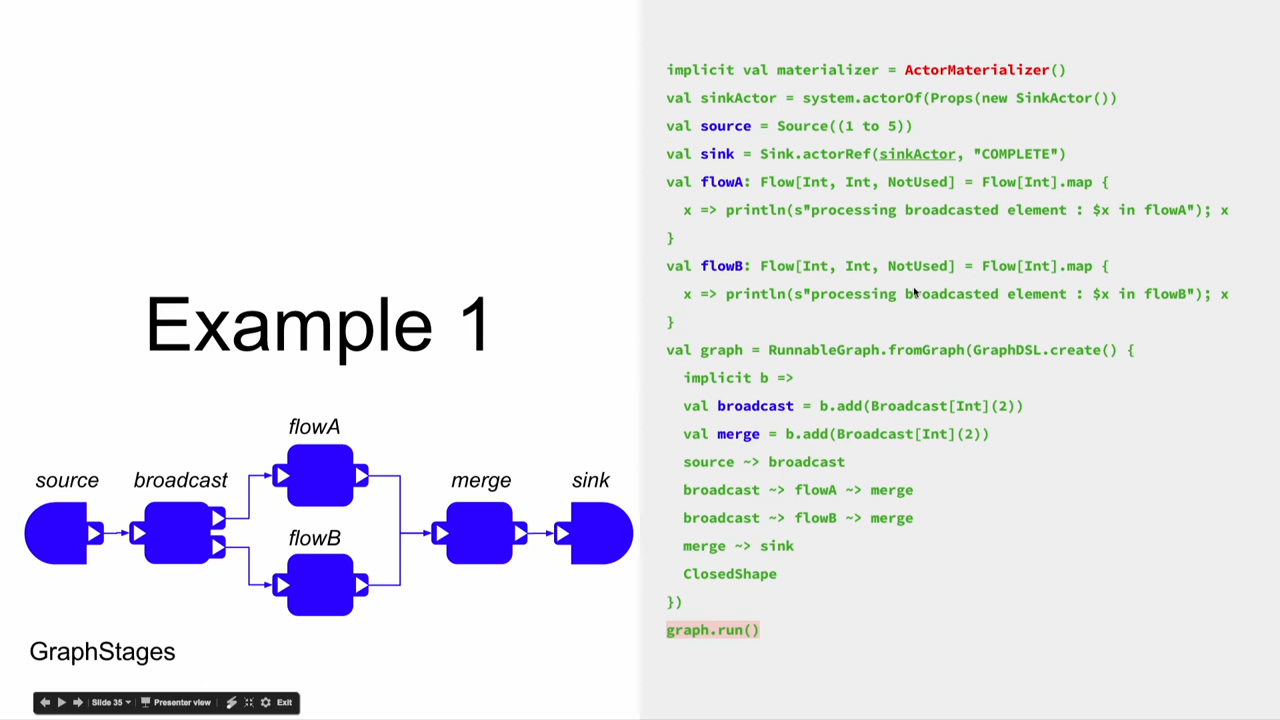 Example 1
flowA
source
broadcast
merge
sink
flowB
GraphStages
Slide 35
Presenter view
Exit
implicit val materializer = ActorMaterializer()
val sinkActor = system.actorOf(Props(new SinkActor())
val source = Source((1 to 5))
val sink = Sink.actorRef(sinkActor, "COMPLETE")
val flowA: Flow[Int, Int, NotUsed] = Flow[Int].map {
x => println(s"processing broadcasted element : $x in flowA"); x
}
val flowB: Flow[Int, Int, NotUsed] = Flow[Int].map {
x => println(s"processing broadcasted element : $x in flowB"); x
}
val graph = RunnableGraph.fromGraph(GraphDSL.create() {
implicit b =>
val broadcast = b.add(Broadcast[Int](2))
val merge = b.add(Broadcast[Int](2))
source ~> broadcast
broadcast ~> flowA ~> merge
broadcast ~> flowB ~> merge
merge ~> sink
ClosedShape
})
graph.run()